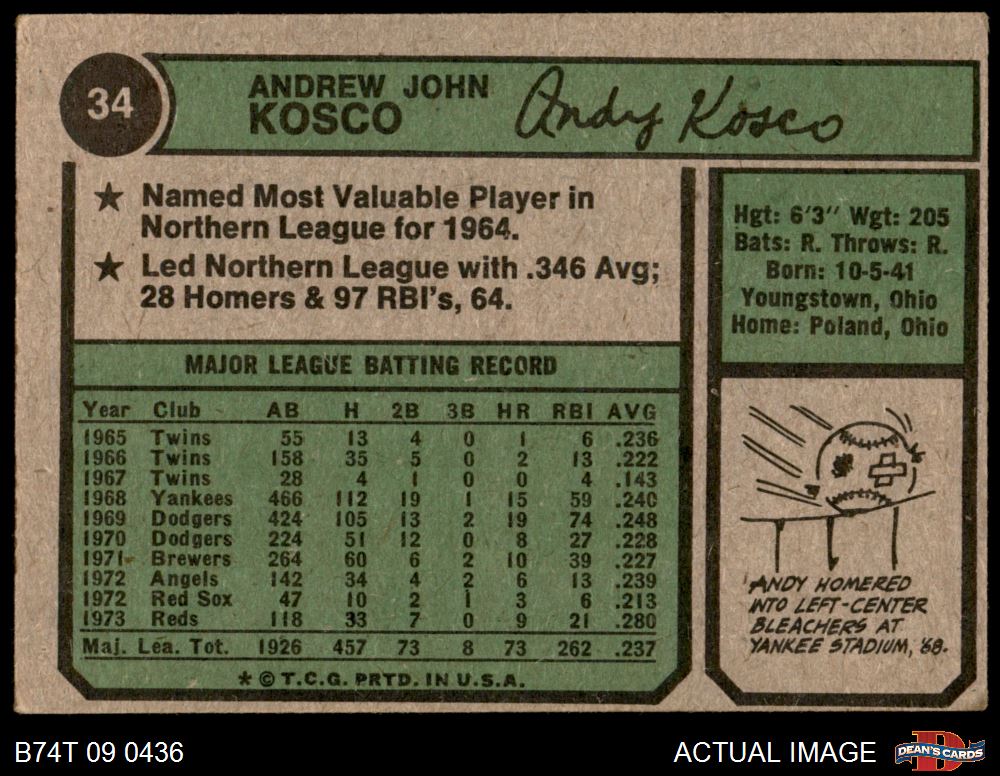 34
ANDREW JOHN
KOSCO
Andy Kosco
★ Named Most Valuable Player in
Northern League for 1964.
★ Led Northern League with .346 Avg;
28 Homers & 97 RBI's, 64.
Hgt: 6'3" Wgt: 205
Bats: R. Throws: R.
Born: 10-5-41
Youngstown, Ohio
Home: Poland, Ohio
MAJOR LEAGUE BATTING RECORD
Year Club AB H 2B 3B HR RBI AVG
1965 Twins 55 13 4 0 1 6 .236
1966 Twins 158 35 5 0 2 13 .222
1967 Twins 28 4 1 0 0 4 .143
1968 Yankees 466 112 19 1 15 59 .240
1969 Dodgers 424 105 13 2 19 74 .248
1970 Dodgers 224 51 12 0 8 27 .228
1971 Brewers 264 60 6 2 10 39 .227
1972 Angels 142 34 4 2 6 13 .239
1972 Red Sox 47 10 2 1 3 6 .213
1973 Reds 118 33 7 0 9 21 .280
Maj. Lea. Tot. 1926 457 73 8 73 262 .237
* © T.C.G. PRTD. IN U.S.A.
ANDY HOMERED
INTO LEFT-CENTER
BLEACHERS AT
YANKEE STADIUM, '68.
B74T 09 0436
ACTUAL IMAGE
DEAN'S CARDS